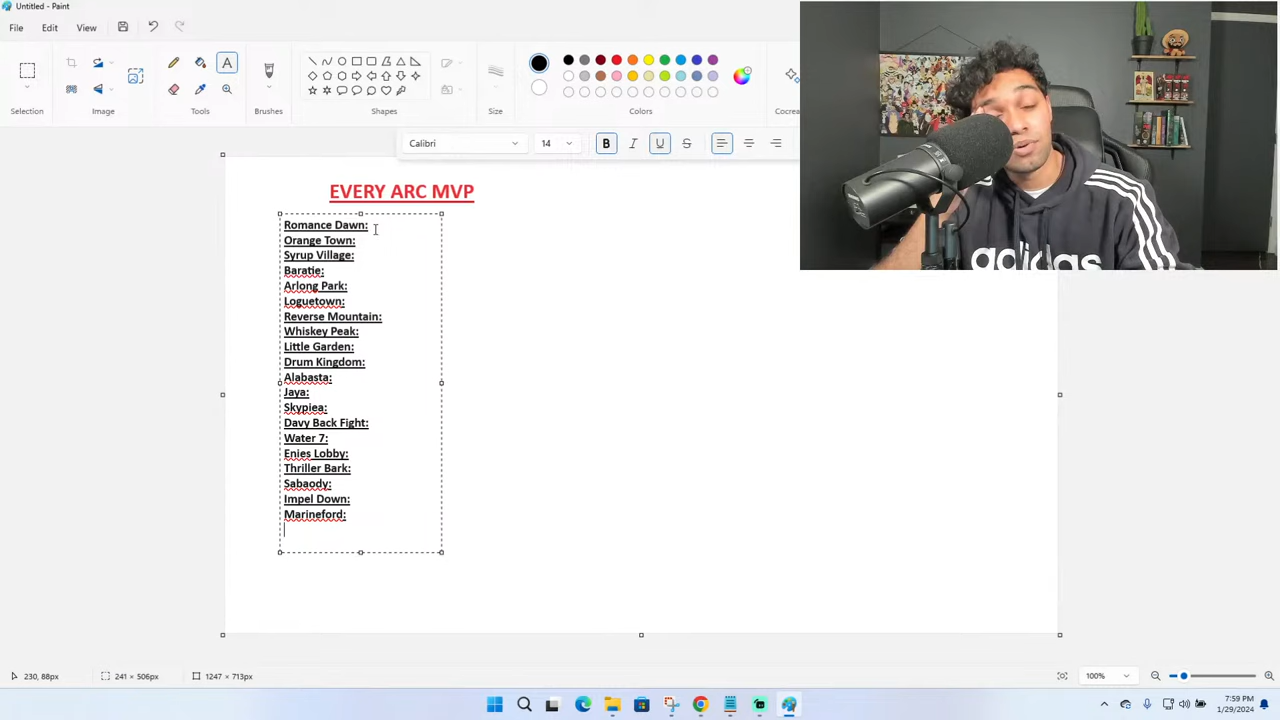 Untitled - Paint
File Edit View
Selection Image Tools Brushes Shapes Colors Cocrea
Calibri 14 B I U S
adidas
EVERY ARC MVP
Romance Dawn:
Orange Town:
Syrup Village:
Baratie:
Arlong Park:
Loguetown:
Reverse Mountain:
Whiskey Peak:
Little Garden:
Drum Kingdom:
Alabasta:
Jaya:
Skypiea:
Davy Back Fight:
Water 7:
Enies Lobby:
Thriller Bark:
Sabaody:
Impel Down:
Marineford:
230, 88px 241 × 506px 1247 × 713px 100%
7:59 PM
1/29/2024